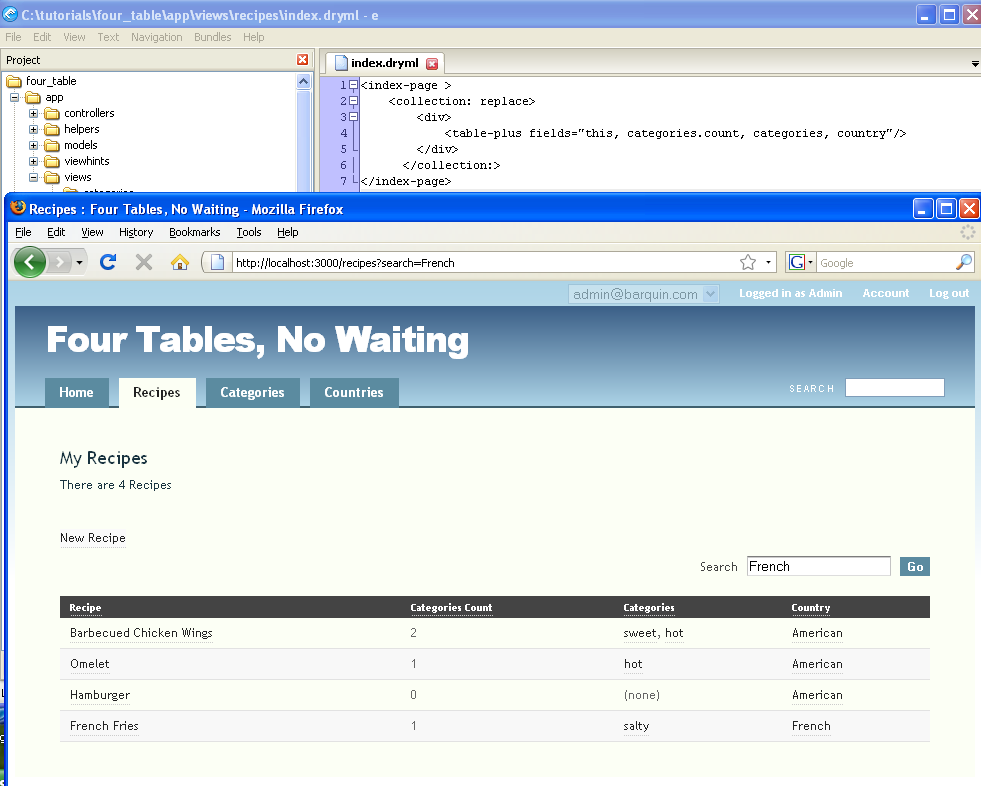 C:\tutorials\four_table\app\views\recipes\index.dryml - e
File Edit View Text Navigation Bundles Help
Project
four_table
app
controllers
helpers
models
viewhints
views
index.dryml
1 <index-page >
2 <collection: replace>
3 <div>
4 <table-plus fields="this, categories.count, categories, country"/>
5 </div>
6 </collection:>
7 </index-page>
Recipes : Four Tables, No Waiting - Mozilla Firefox
File Edit View History Bookmarks Tools Help
http://localhost:3000/recipes?search=French
G Google
admin@barquin.com Logged in as Admin Account Log out
Four Tables, No Waiting
Home Recipes Categories Countries SEARCH
My Recipes
There are 4 Recipes
New Recipe
Search French Go
Recipe Categories Count Categories Country
Barbecued Chicken Wings 2 sweet, hot American
Omelet 1 hot American
Hamburger 0 (none) American
French Fries 1 salty French